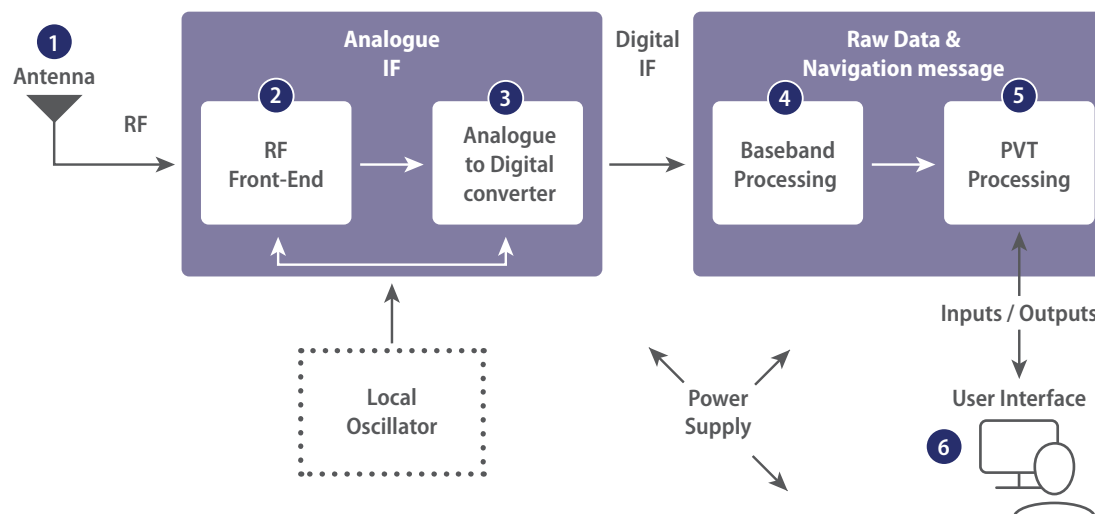 1
Antenna
RF
Analogue
IF
2
RF
Front-End
3
Analogue
to Digital
converter
Digital
IF
Raw Data &
Navigation message
4
Baseband
Processing
5
PVT
Processing
Local
Oscillator
Power
Supply
Inputs / Outputs
User Interface
6